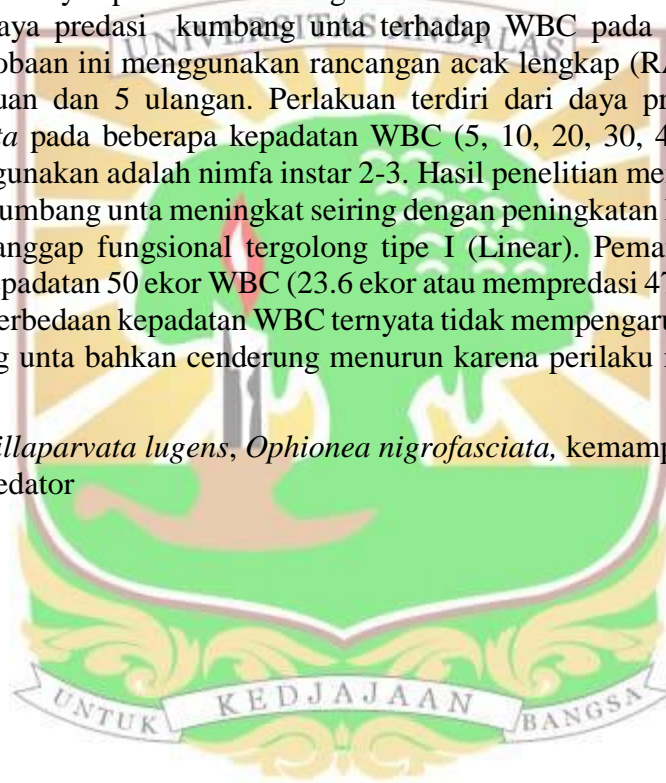 aya predasi kumbang unta terhadap WBC pada
UNIVERSITAS ANDALAS
obaan ini menggunakan rancangan acak lengkap (RA
uan dan 5 ulangan. Perlakuan terdiri dari daya pr
ta pada beberapa kepadatan WBC (5, 10, 20, 30, 4
gunakan adalah nimfa instar 2-3. Hasil penelitian me
umbang unta meningkat seiring dengan peningkatan
anggap fungsional tergolong tipe I (Linear). Pema
epadatan 50 ekor WBC (23.6 ekor atau mempredasi 47
erbedaan kepadatan WBC ternyata tidak mempengaru
g unta bahkan cenderung menurun karena perilaku
illaparvata lugens, Ophionea nigrofasciata, kemamp
edator
UNTUK KEDJAJAAN BANGSA